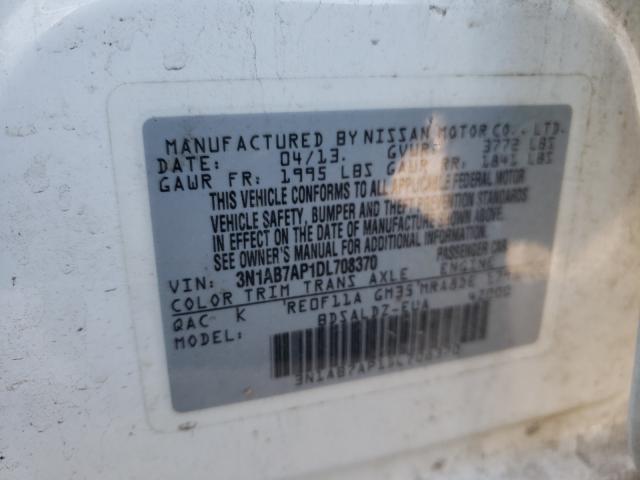 MANUFACTURED BY NISSAN MOTOR CO., LTD.
DATE: 04/13. GVWR: 3772 LBS
GAWR FR: 1995 LBS GAWR RR: 1841 LBS
THIS VEHICLE CONFORMS TO ALL APPLICABLE FEDERAL MOTOR
VEHICLE SAFETY, BUMPER AND THEFT PREVENTION STANDARDS
IN EFFECT ON THE DATE OF MANUFACTURE SHOWN ABOVE.
SEE OWNER'S MANUAL FOR ADDITIONAL INFORMATION
PASSENGER CAR
VIN: 3N1AB7AP1DL708370
COLOR TRIM TRANS AXLE ENGINE
QAC K RE0F11A GM35 MRA8DE
MODEL: BDSALDZ-EUA
3N1AB7AP1DL708370